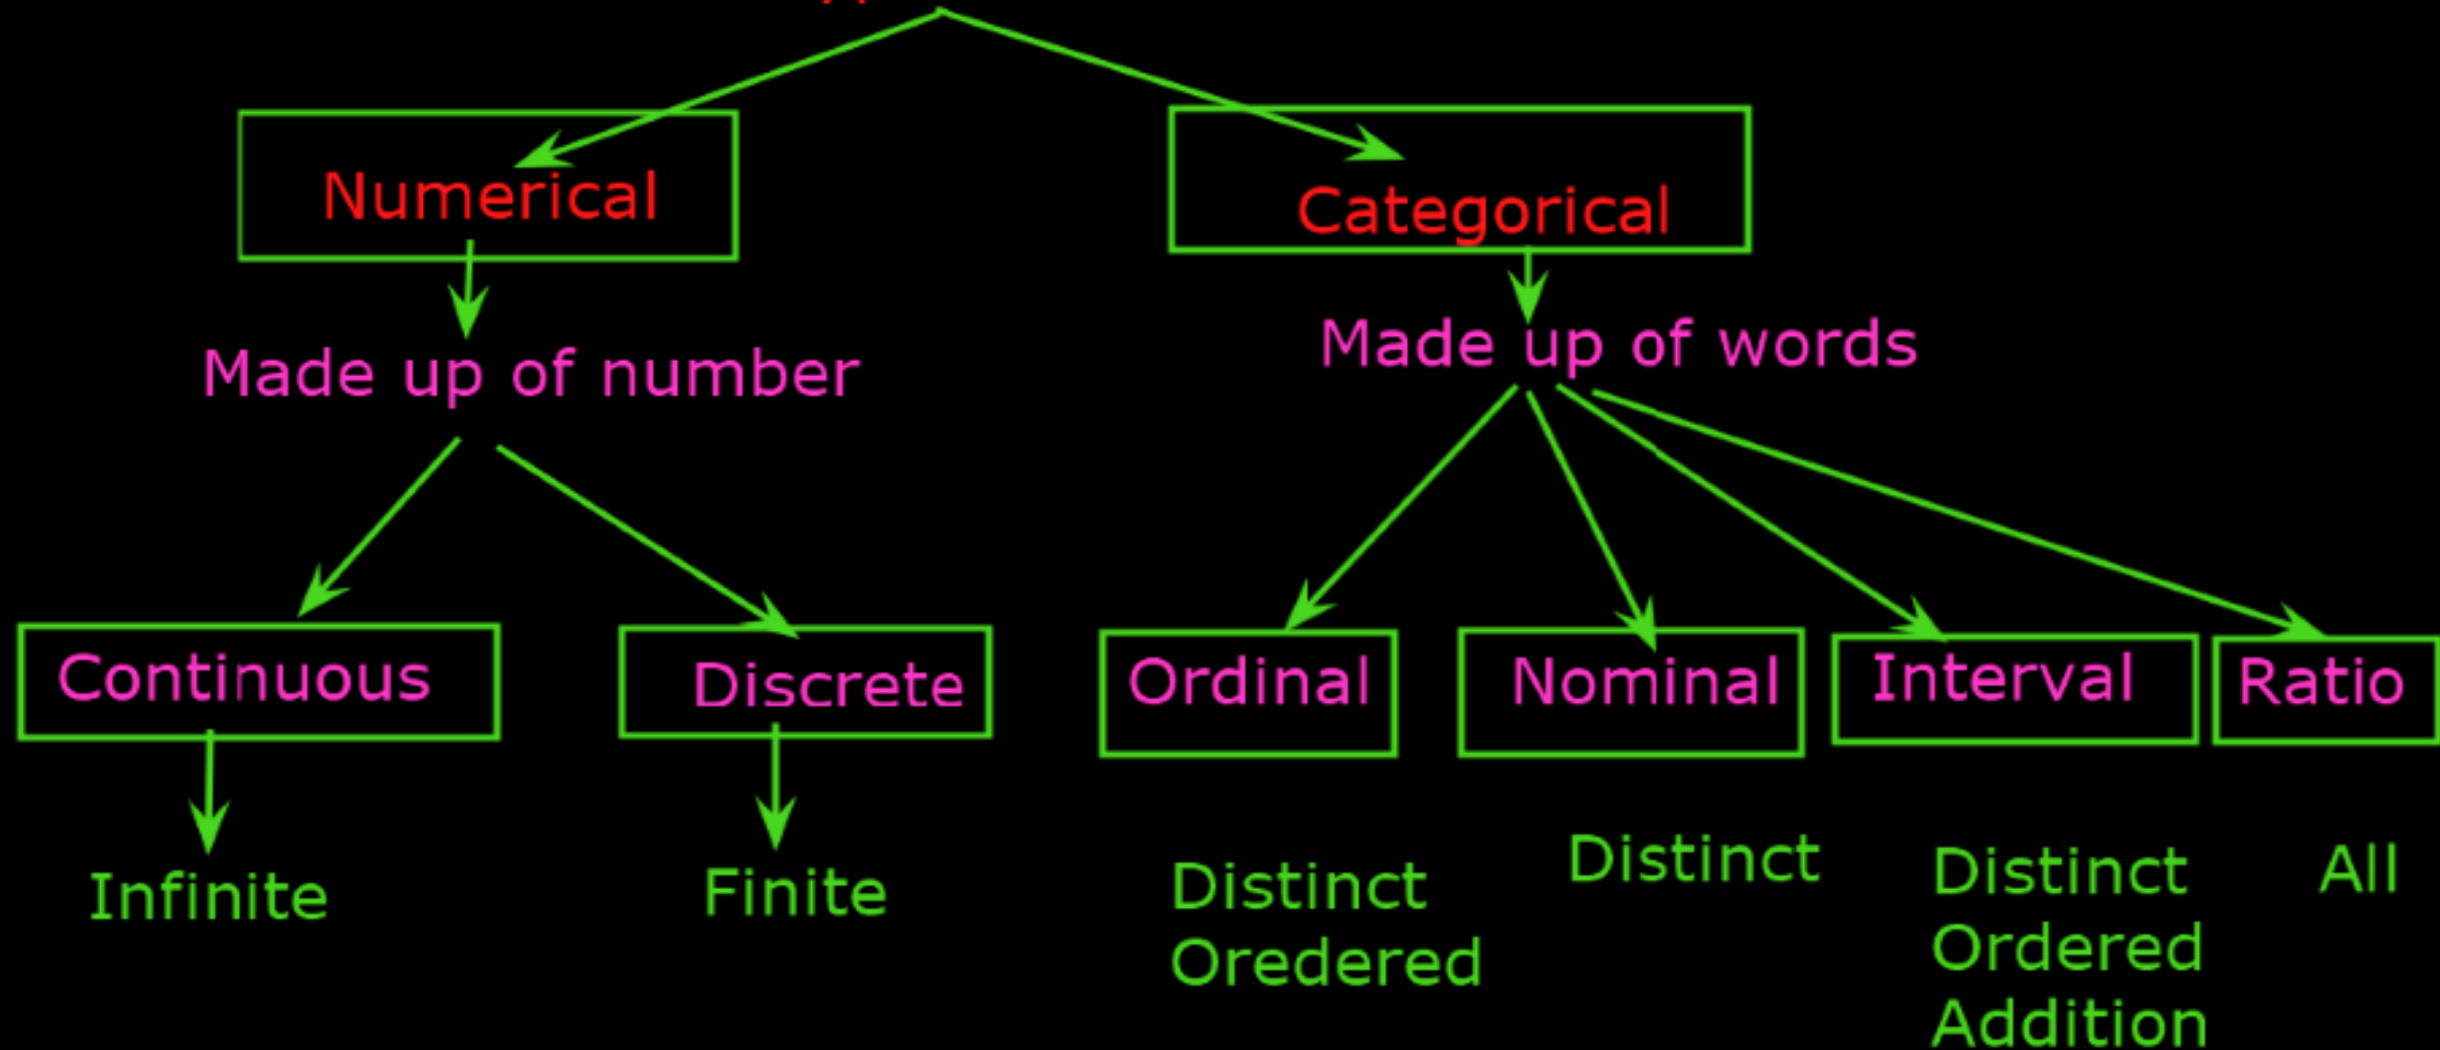 Numerical
Categorical
Made up of number
Made up of words
Continuous
Discrete
Ordinal
Nominal
Interval
Ratio
Infinite
Finite
Distinct
Oredered
Distinct
Distinct
Ordered
Addition
All